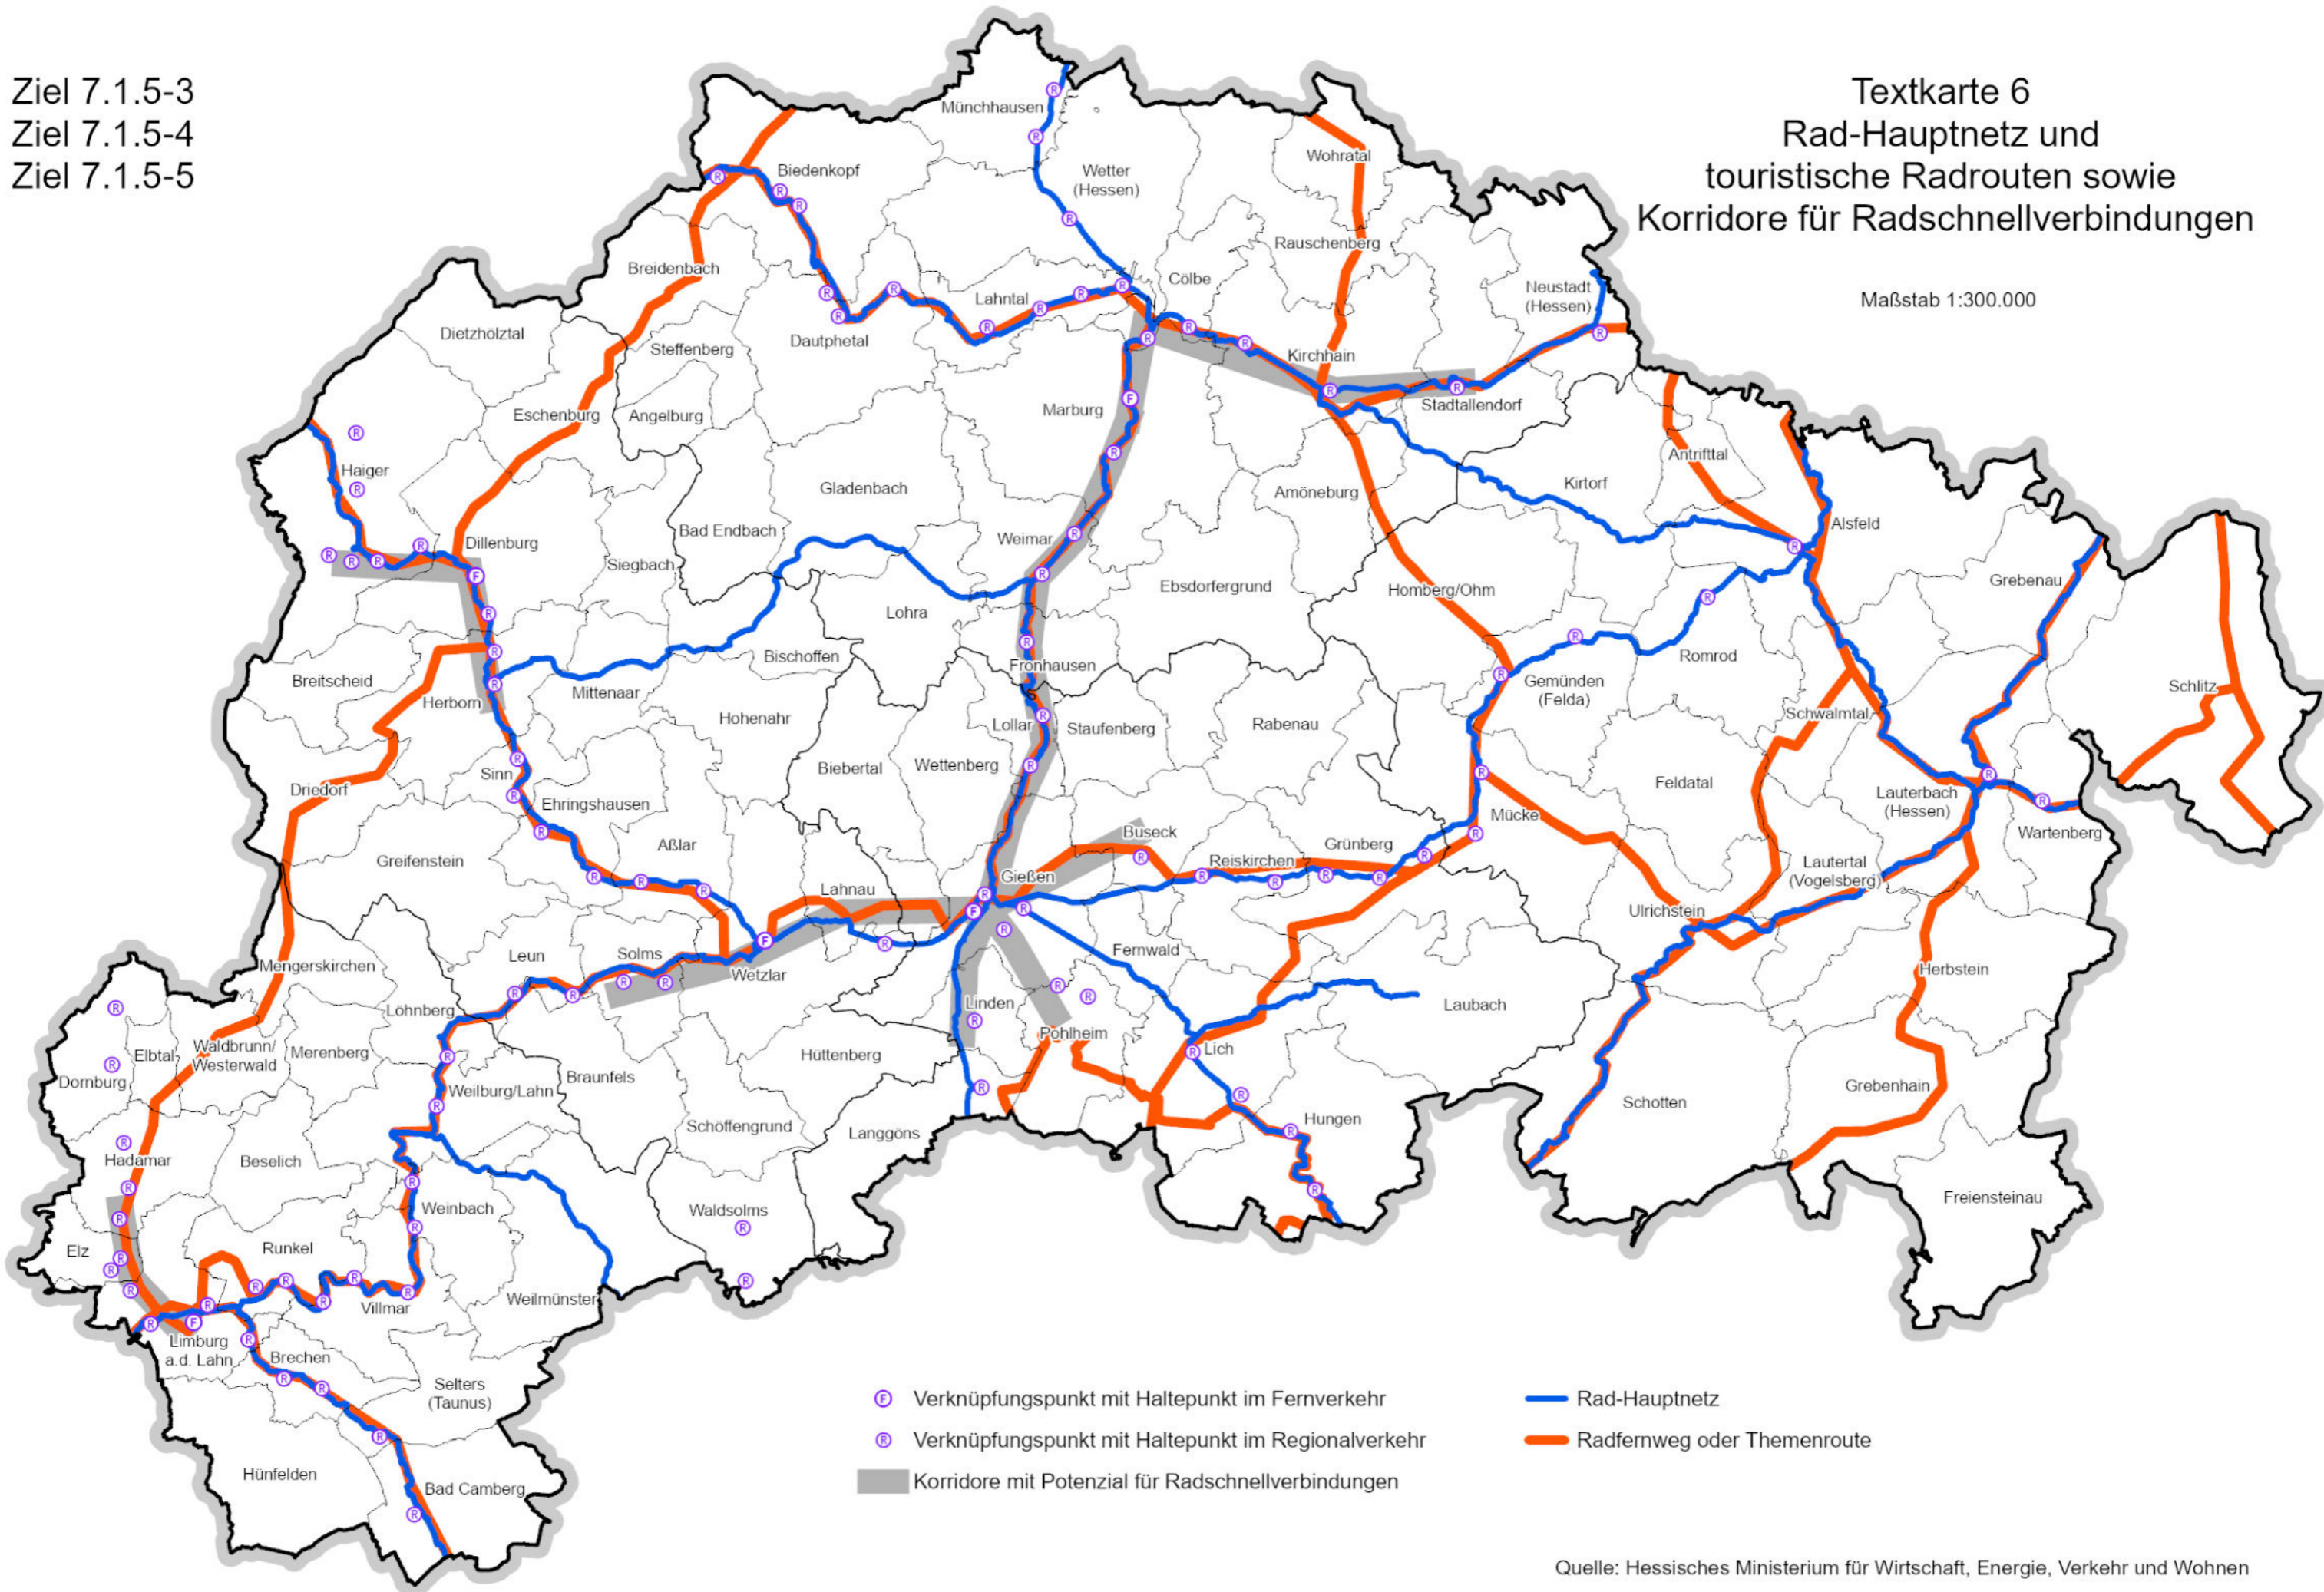 Ziel 7.1.5-3
Ziel 7.1.5-4
Ziel 7.1.5-5
Textkarte 6
Rad-Hauptnetz und
touristische Radrouten sowie
Korridore für Radschnellverbindungen
Maßstab 1:300.000
Münchhausen
Wohratal
Biedenkopf
Wetter
(Hessen)
Rauschenberg
Breidenbach
Cölbe
Neustadt
(Hessen)
Lahntal
Dietzhölztal
Steffenberg
Dautphetal
Kirchhain
Eschenburg
Angelburg
Marburg
Stadtallendorf
Antrifttal
Haiger
Gladenbach
Amöneburg
Kirtorf
Alsfeld
Bad Endbach
Weimar
Dillenburg
Siegbach
Ebsdorfergrund
Homberg/Ohm
Grebenau
Lohra
Bischoffen
Fronhausen
Romrod
Breitscheid
Herborn
Mittenaar
Gemünden
(Felda)
Schlitz
Hohenahr
Lollar
Staufenberg
Rabenau
Schwalmtal
Sinn
Biebertal
Wettenberg
Feldatal
Driedorf
Ehringshausen
Lauterbach
(Hessen)
Mücke
Aßlar
Buseck
Grünberg
Wartenberg
Greifenstein
Reiskirchen
Lautertal
(Vogelsberg)
Lahnau
Gießen
Ulrichstein
Leun
Solms
Fernwald
Mengerskirchen
Wetzlar
Herbstein
Löhnberg
Linden
Laubach
Elbtal
Waldbrunn/
Westerwald
Merenberg
Hüttenberg
Pohlheim
Lich
Dornburg
Weilburg/Lahn
Braunfels
Grebenhain
Schotten
Schöffengrund
Langgöns
Hungen
Hadamar
Beselich
Weinbach
Waldsolms
Freiensteinau
Elz
Runkel
Villmar
Weilmünster
Limburg
a.d. Lahn
Brechen
Selters
(Taunus)
Hünfelden
Bad Camberg
F Verknüpfungspunkt mit Haltepunkt im Fernverkehr
R Verknüpfungspunkt mit Haltepunkt im Regionalverkehr
Korridore mit Potenzial für Radschnellverbindungen
Rad-Hauptnetz
Radfernweg oder Themenroute
Quelle: Hessisches Ministerium für Wirtschaft, Energie, Verkehr und Wohnen